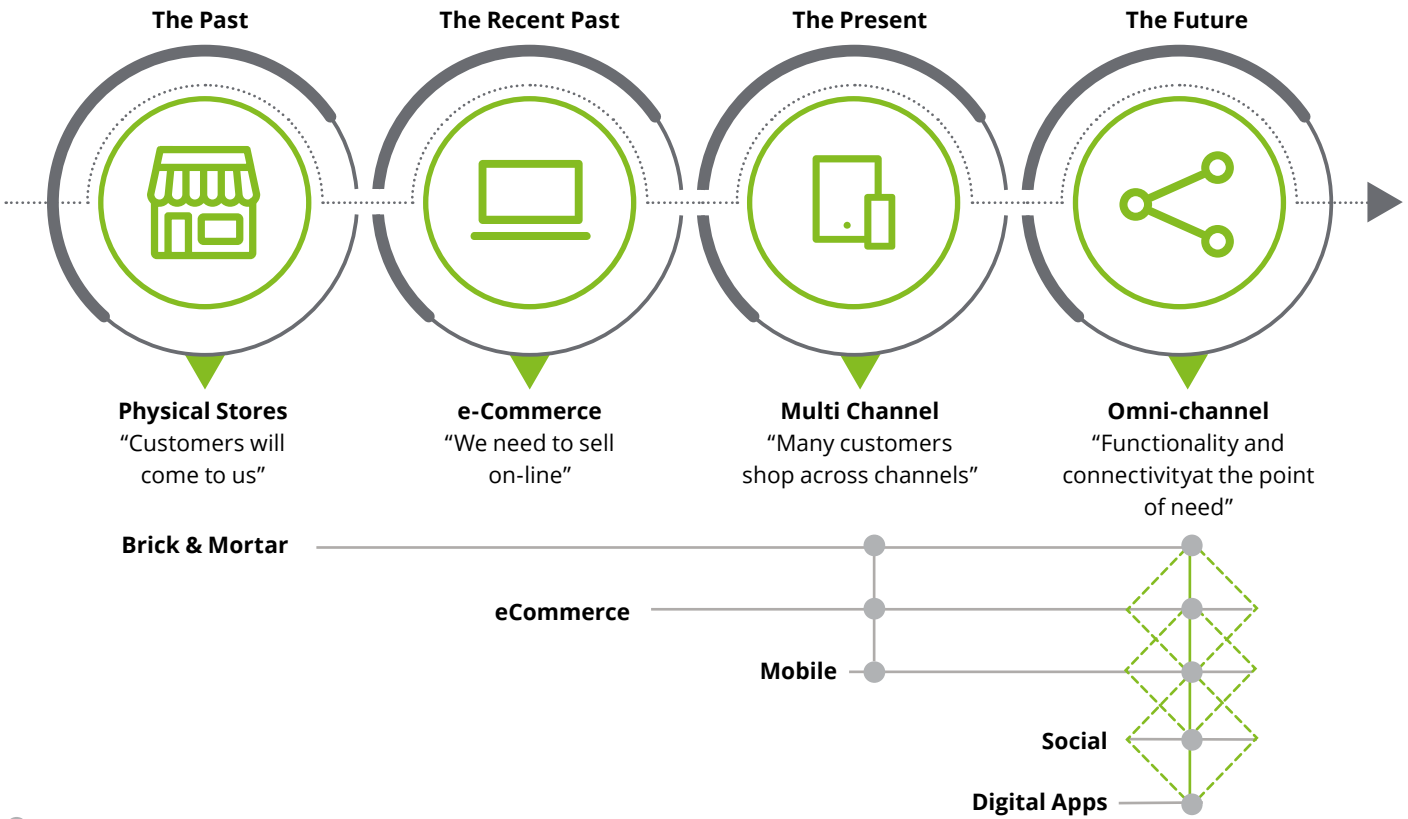 The Past
The Recent Past
The Present
The Future
Physical Stores
“Customers will
come to us”
e-Commerce
“We need to sell
on-line”
Multi Channel
“Many customers
shop across channels”
Omni-channel
“Functionality and
connectivityat the point
of need”
Brick & Mortar
eCommerce
Mobile
Social
Digital Apps